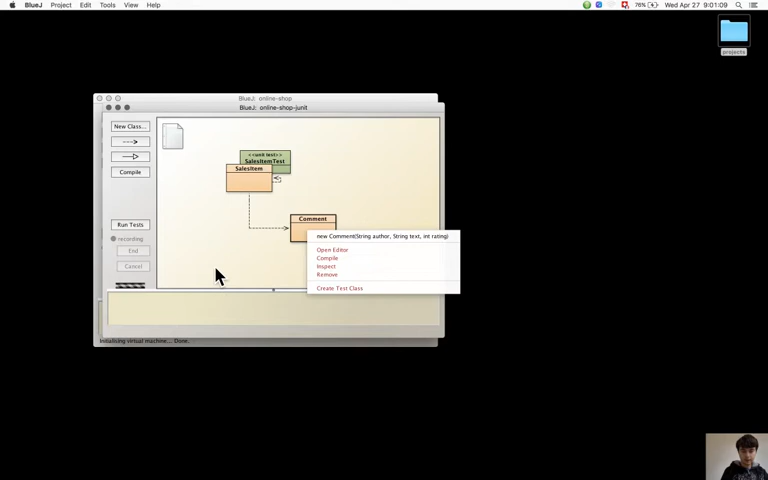 BlueJ Project Edit Tools View Help
76% Wed Apr 27 9:01:09
projects
BlueJ: online-shop
BlueJ: online-shop-junit
New Class...
Compile
Run Tests
recording:
End
Cancel
<<unit test>>
SalesItemTest
SalesItem
Comment
new Comment(String author, String text, int rating)
Open Editor
Compile
Inspect
Remove
Create Test Class
Initialising virtual machine... Done.